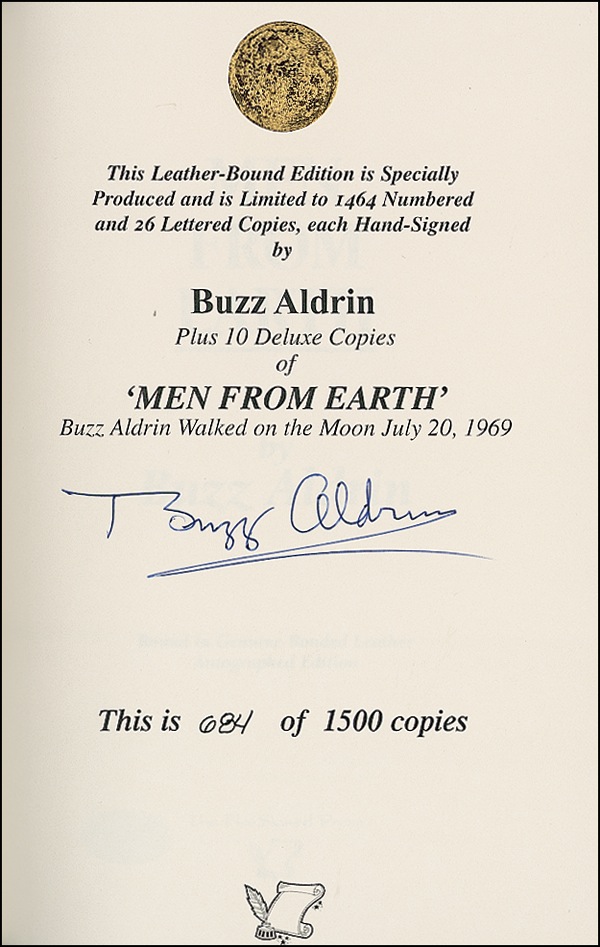 This Leather-Bound Edition is Specially
Produced and is Limited to 1464 Numbered
and 26 Lettered Copies, each Hand-Signed
by
Buzz Aldrin
Plus 10 Deluxe Copies
of
‘MEN FROM EARTH’
Buzz Aldrin Walked on the Moon July 20, 1969
Buzz Aldrin
This is 684 of 1500 copies